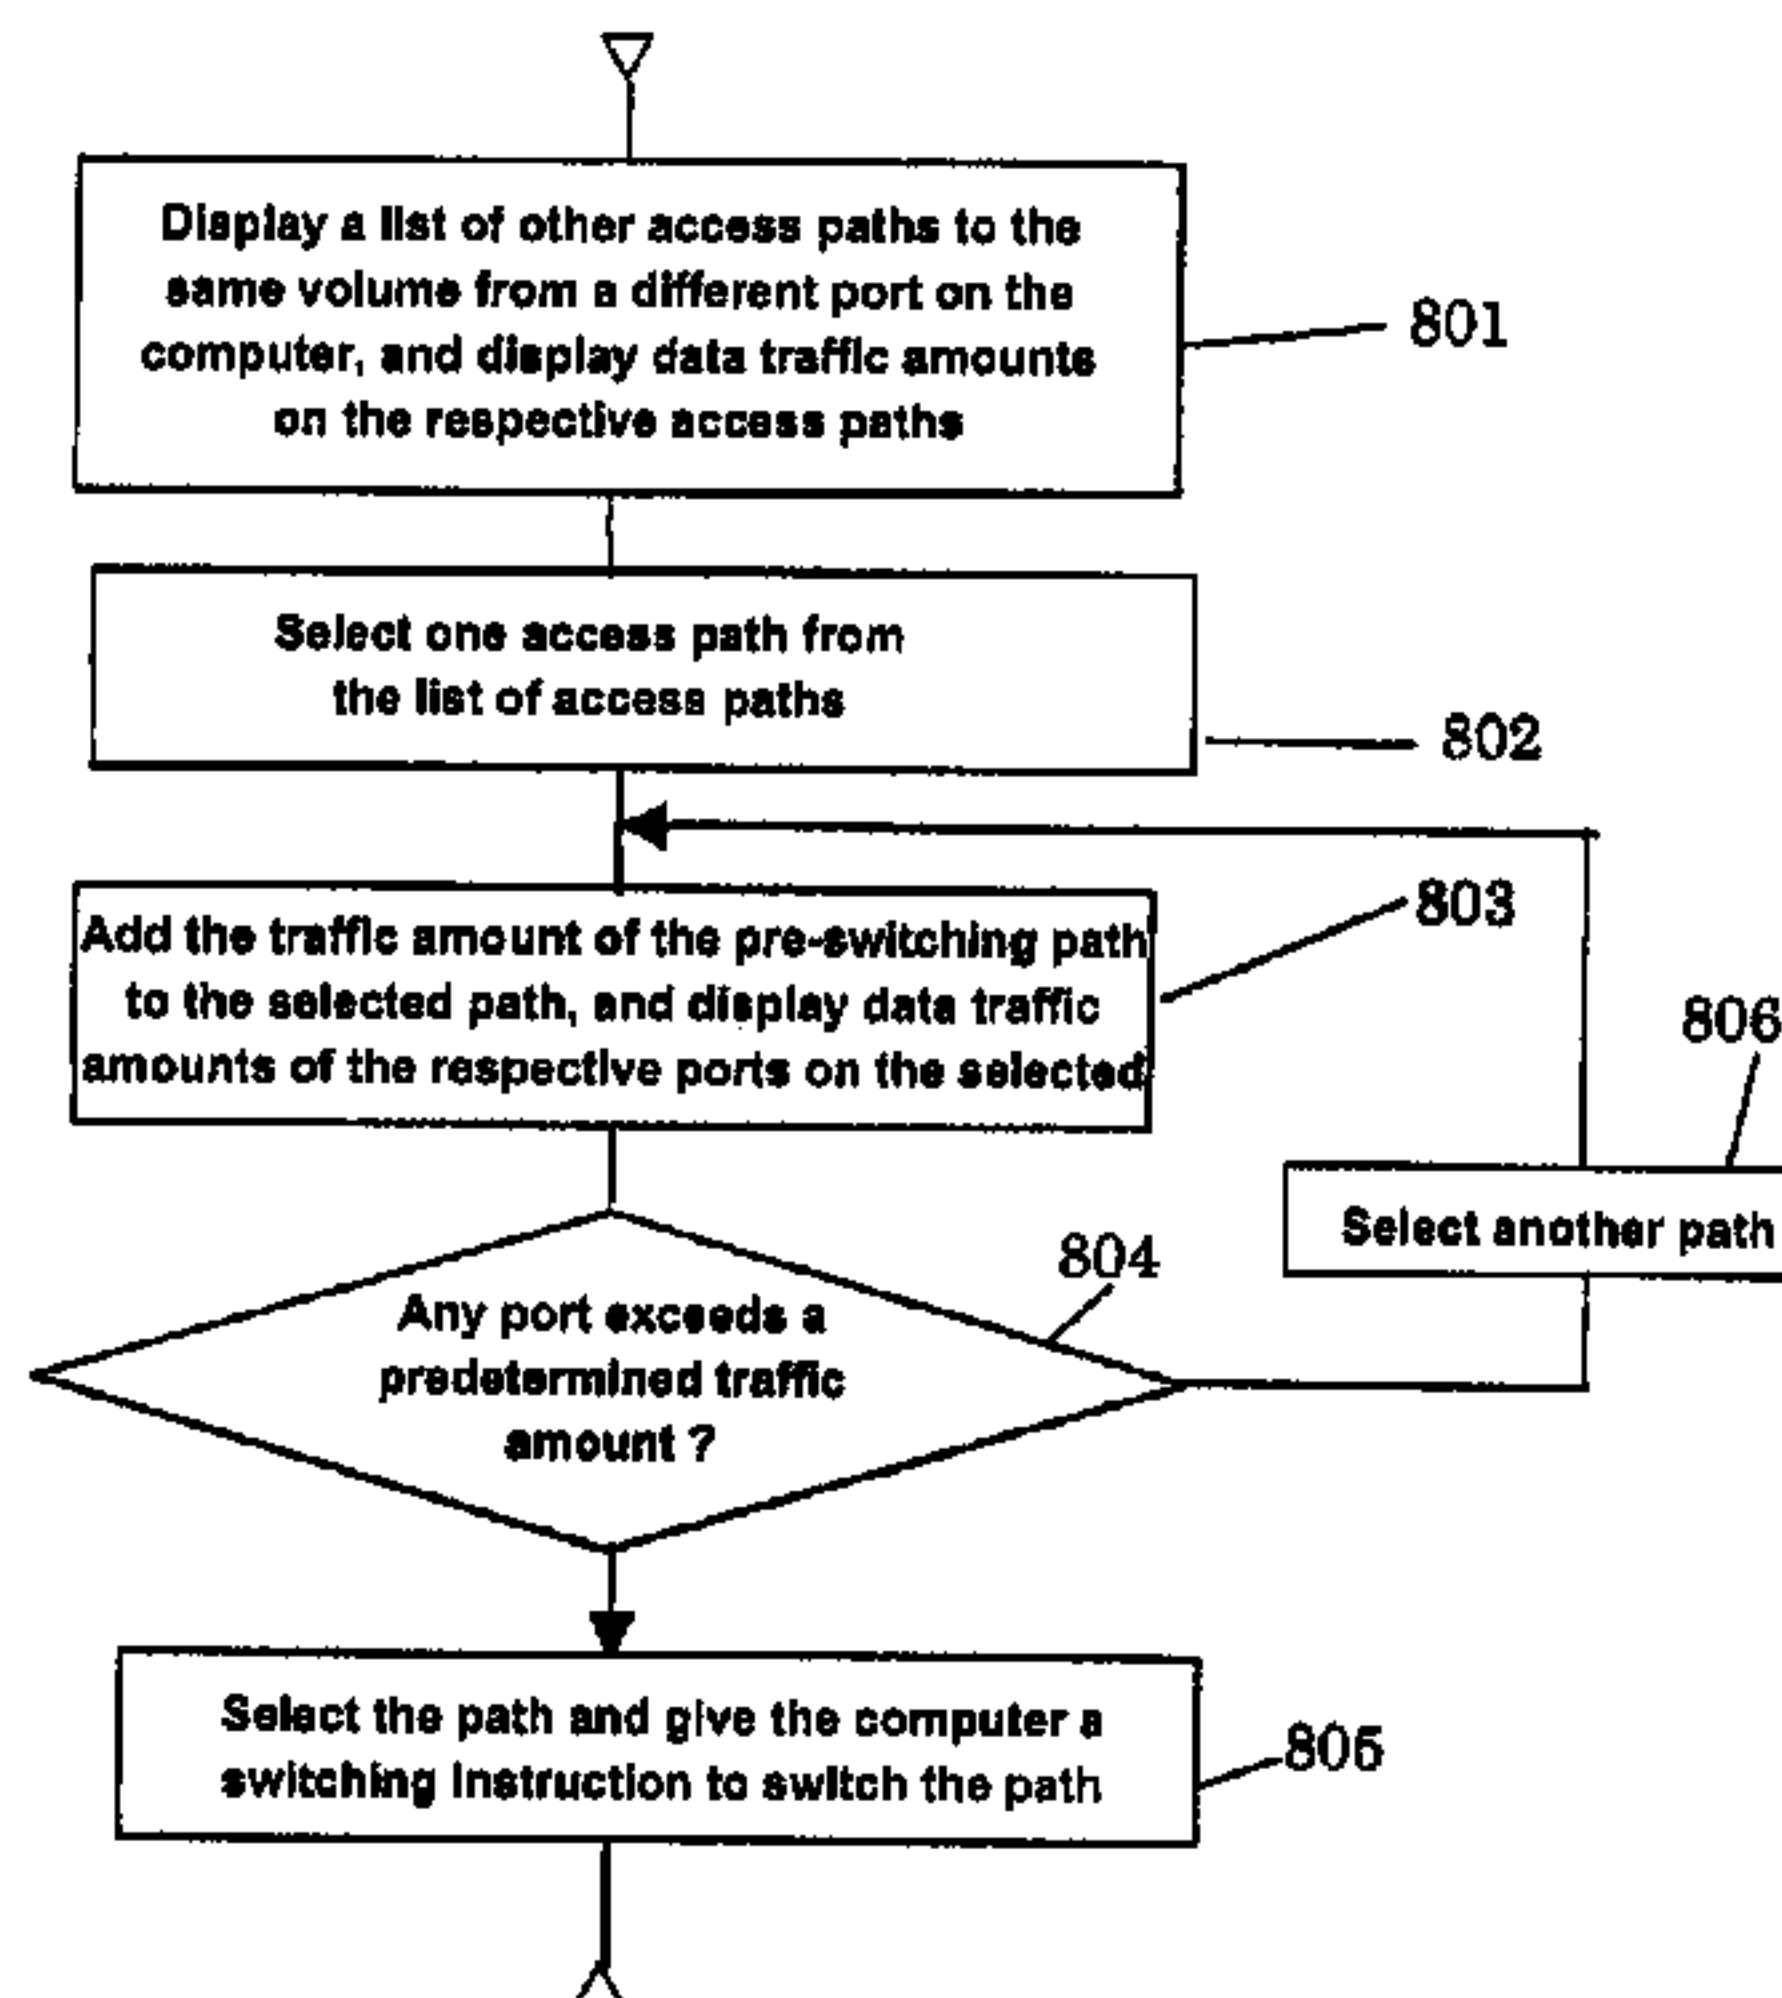 Display a list of other access paths to the
same volume from a different port on the
computer, and display data traffic amounts
on the respective access paths
801
Select one access path from
the list of access paths
802
803
Add the traffic amount of the pre-switching path
to the selected path, and display data traffic
amounts of the respective ports on the selected
806
Select another path
804
Any port exceeds a
predetermined traffic
amount ?
Select the path and give the computer a
switching instruction to switch the path
805